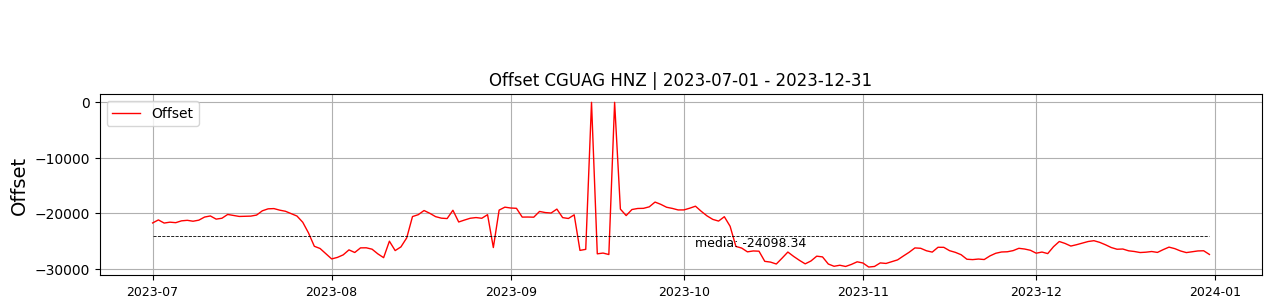 Offset CGUAG HNZ | 2023-07-01 - 2023-12-31
Offset
Offset
0
−10000
−20000
−30000
media: -24098.34
2023-07
2023-08
2023-09
2023-10
2023-11
2023-12
2024-01